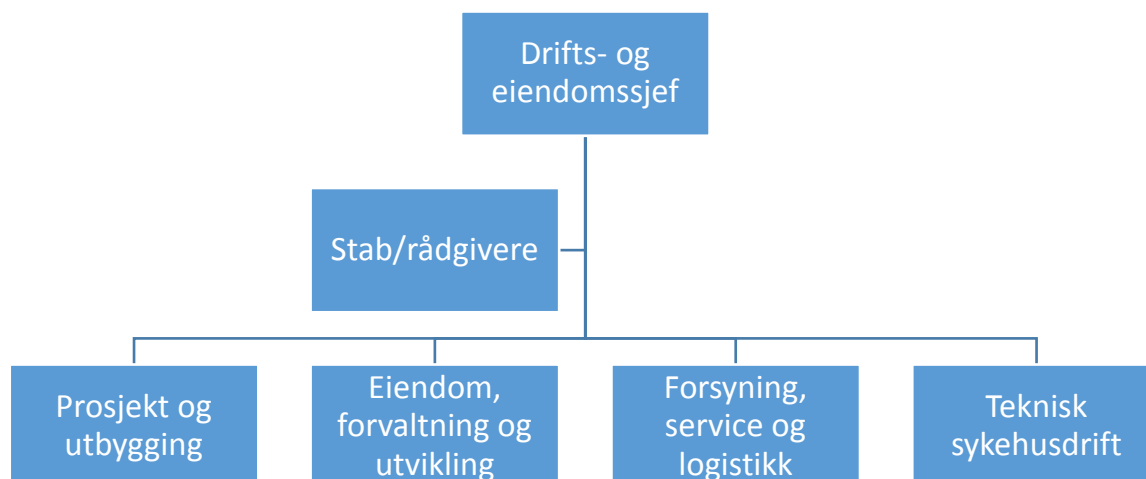 Drifts- og
eiendomssjef
Stab/rådgivere
Prosjekt og
utbygging
Eiendom,
forvaltning og
utvikling
Forsyning,
service og
logistikk
Teknisk
sykehusdrift